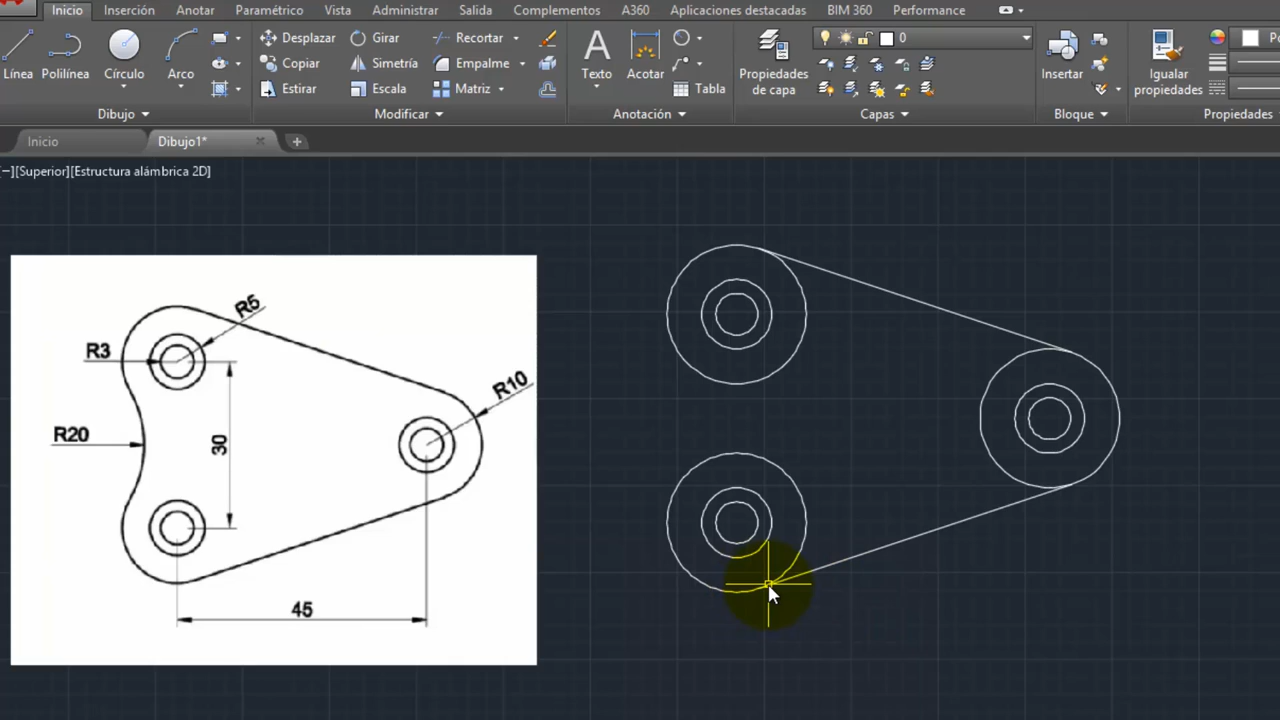 Inicio Inserción Anotar Paramétrico Vista Administrar Salida Complementos A360 Aplicaciones destacadas BIM 360 Performance
Línea Polilínea Círculo Arco
Desplazar Girar Recortar
Copiar Simetría Empalme
Estirar Escala Matriz
Texto Acotar
Tabla
Propiedades de capa
0
Insertar
Igualar propiedades
Dibujo Modificar Anotación Capas Bloque Propiedades
Inicio Dibujo1*
[−][Superior][Estructura alámbrica 2D]
R5
R3
R10
R20
30
45